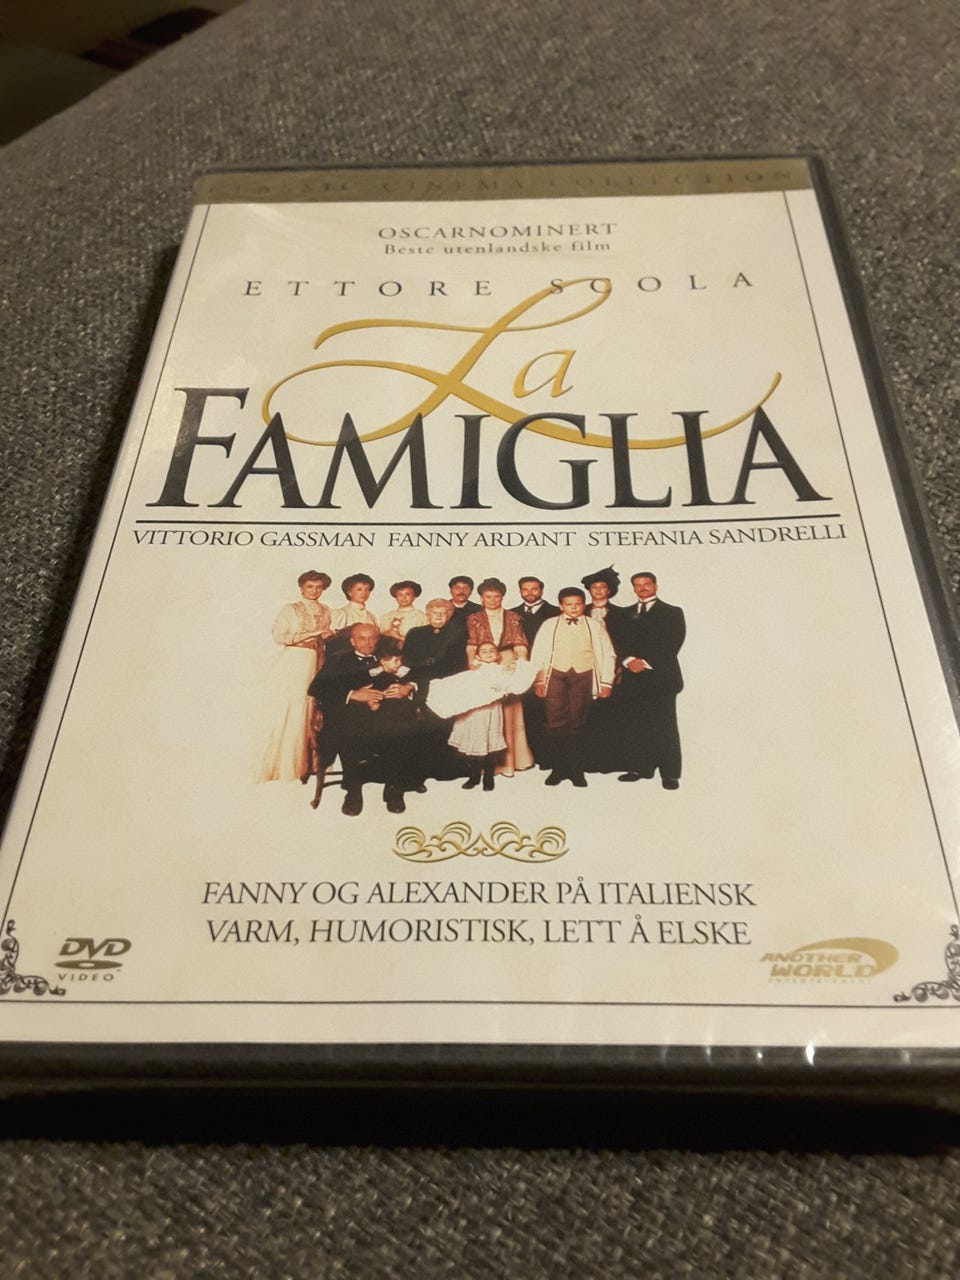 CLASSIC CINEMA COLLECTION
OSCARNOMINERT
Beste utenlandske film
ETTORE SCOLA
La
FAMIGLIA
VITTORIO GASSMAN FANNY ARDANT STEFANIA SANDRELLI
FANNY OG ALEXANDER PÅ ITALIENSK
VARM, HUMORISTISK, LETT Å ELSKE
DVD
VIDEO
ANOTHER
WORLD
ENTERTAINMENT